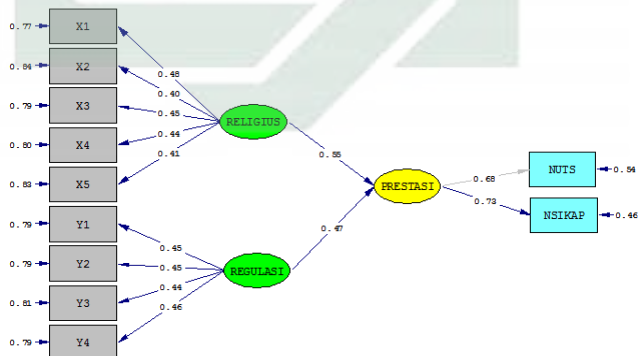 0.77 X1
0.84 X2 0.48
0.40
0.79 X3 0.45 RELIGIUS
0.44
0.80 X4 0.41 0.55
0.83 X5 PRESTASI 0.68 NUTS 0.54
0.73 NSIKAP 0.46
0.79 Y1 0.45 0.47
0.79 Y2 0.45 REGULASI
0.44
0.81 Y3 0.46
0.79 Y4